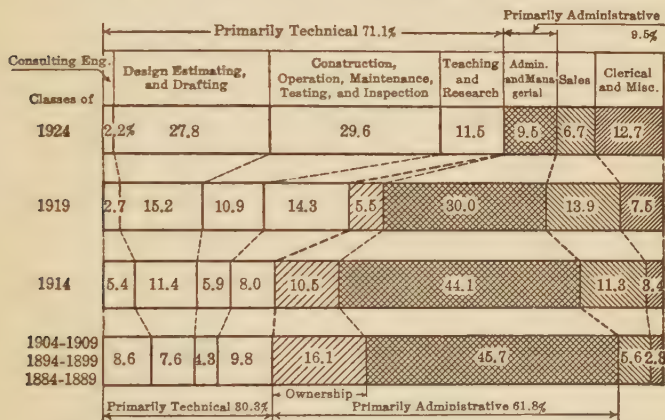 Primarily Technical 71.1%
Primarily Administrative
9.5%
Consulting Eng.
Design Estimating,
and Drafting
Construction,
Operation, Maintenance,
Testing, and Inspection
Teaching
and
Research
Admin.
and Mana
gerial
Sales
Clerical
and Misc.
Classes of
1924
2.2% 27.8 29.6 11.5 9.5 6.7 12.7
1919
2.7 15.2 10.9 14.3 5.5 30.0 13.9 7.5
1914
5.4 11.4 5.9 8.0 10.5 44.1 11.3 3.4
1904-1909
1894-1899
1884-1889
8.6 7.6 4.3 9.8 16.1 45.7 5.6 2.3
Ownership
Primarily Technical 30.3% Primarily Administrative 61.8%